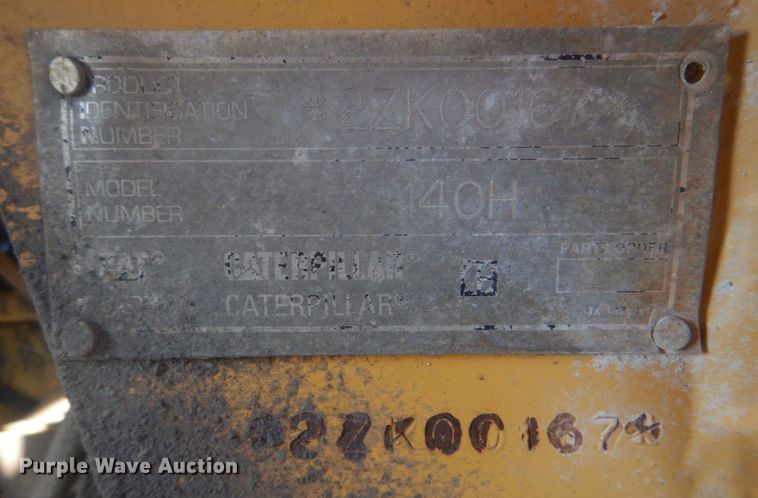 PRODUCT
IDENTIFICATION
NUMBER
*2ZK00167*
MODEL
NUMBER
140H
CAT®
CATERPILLAR®
CATERPILLAR®
*2ZK00167*
Purple Wave Auction